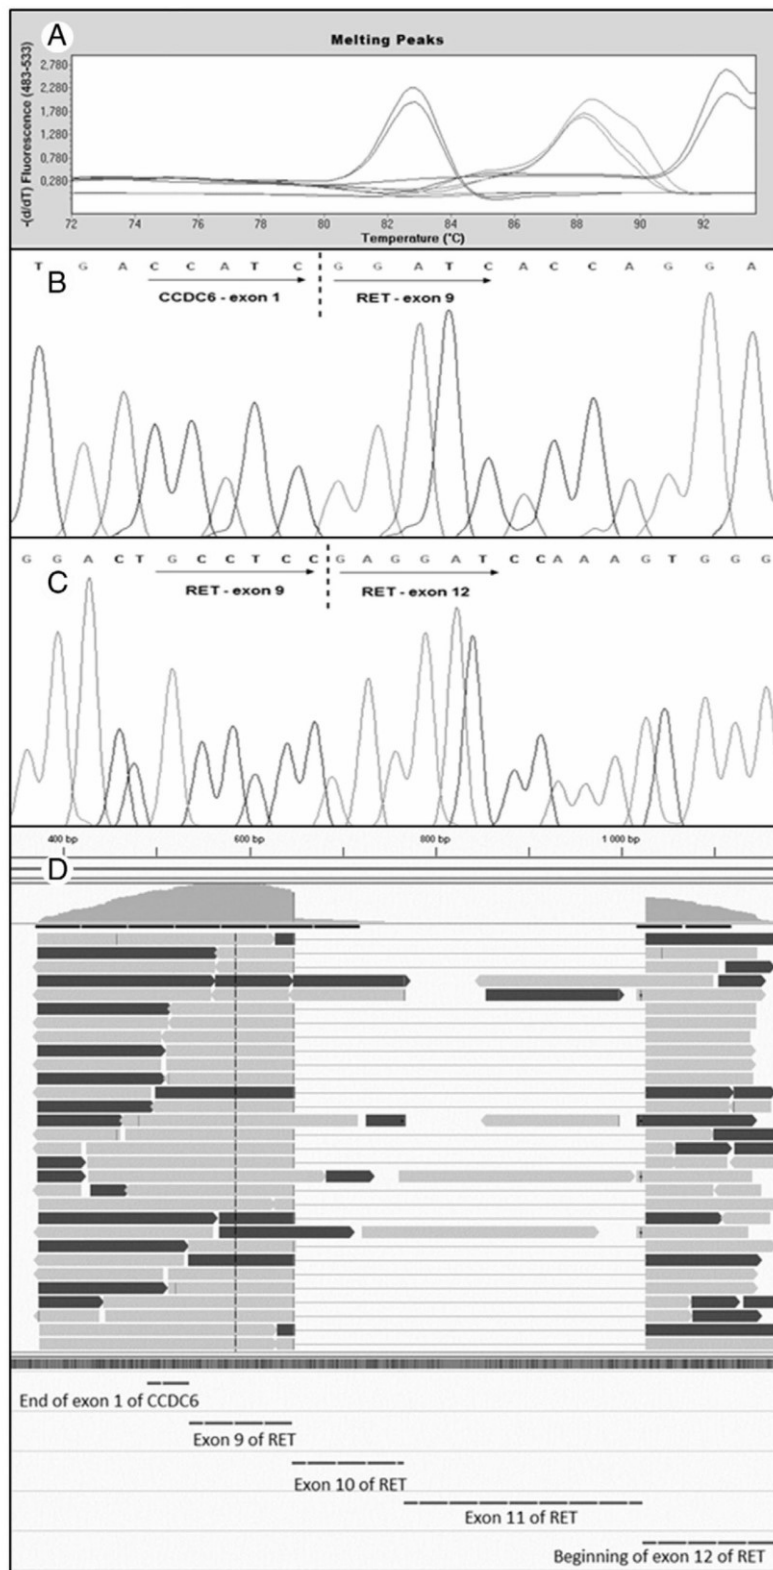 A
Melting Peaks
-(d/dT) Fluorescence (483-533)
2,780
2,280
1,780
1,280
0,780
0,280
72 74 76 78 80 82 84 86 88 90 92
Temperature (°C)
B
T G A C C A T C G G A T C A C C A G G A
CCDC6 - exon 1 RET - exon 9
C
G G A C T G C C T C C G A G G A T C C A A A G T G G G
RET - exon 9 RET - exon 12
400 bp 600 bp 800 bp 1 000 bp
D
End of exon 1 of CCDC6
Exon 9 of RET
Exon 10 of RET
Exon 11 of RET
Beginning of exon 12 of RET